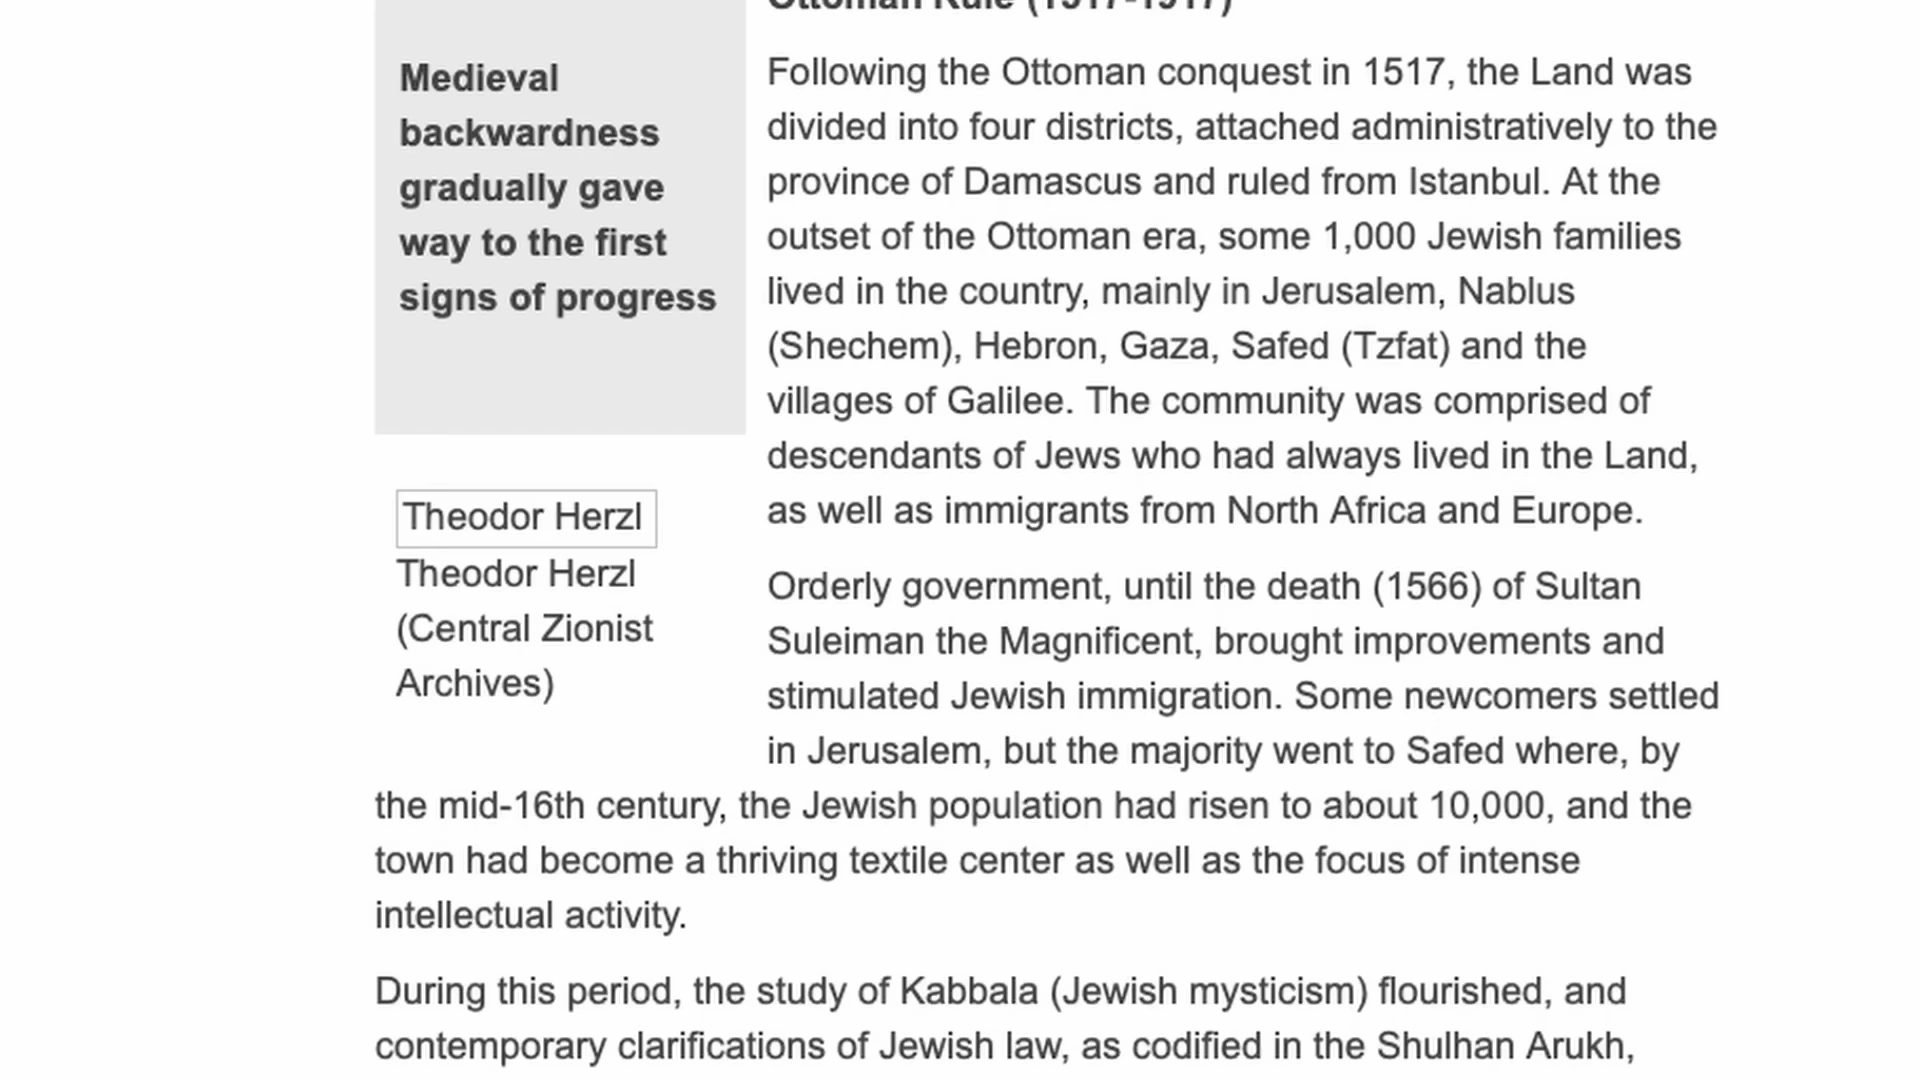 Ottoman Rule (1517-1917)
Medieval
backwardness
gradually gave
way to the first
signs of progress
Theodor Herzl
Theodor Herzl
(Central Zionist
Archives)
Following the Ottoman conquest in 1517, the Land was
divided into four districts, attached administratively to the
province of Damascus and ruled from Istanbul. At the
outset of the Ottoman era, some 1,000 Jewish families
lived in the country, mainly in Jerusalem, Nablus
(Shechem), Hebron, Gaza, Safed (Tzfat) and the
villages of Galilee. The community was comprised of
descendants of Jews who had always lived in the Land,
as well as immigrants from North Africa and Europe.
Orderly government, until the death (1566) of Sultan
Suleiman the Magnificent, brought improvements and
stimulated Jewish immigration. Some newcomers settled
in Jerusalem, but the majority went to Safed where, by
the mid-16th century, the Jewish population had risen to about 10,000, and the
town had become a thriving textile center as well as the focus of intense
intellectual activity.
During this period, the study of Kabbala (Jewish mysticism) flourished, and
contemporary clarifications of Jewish law, as codified in the Shulhan Arukh,